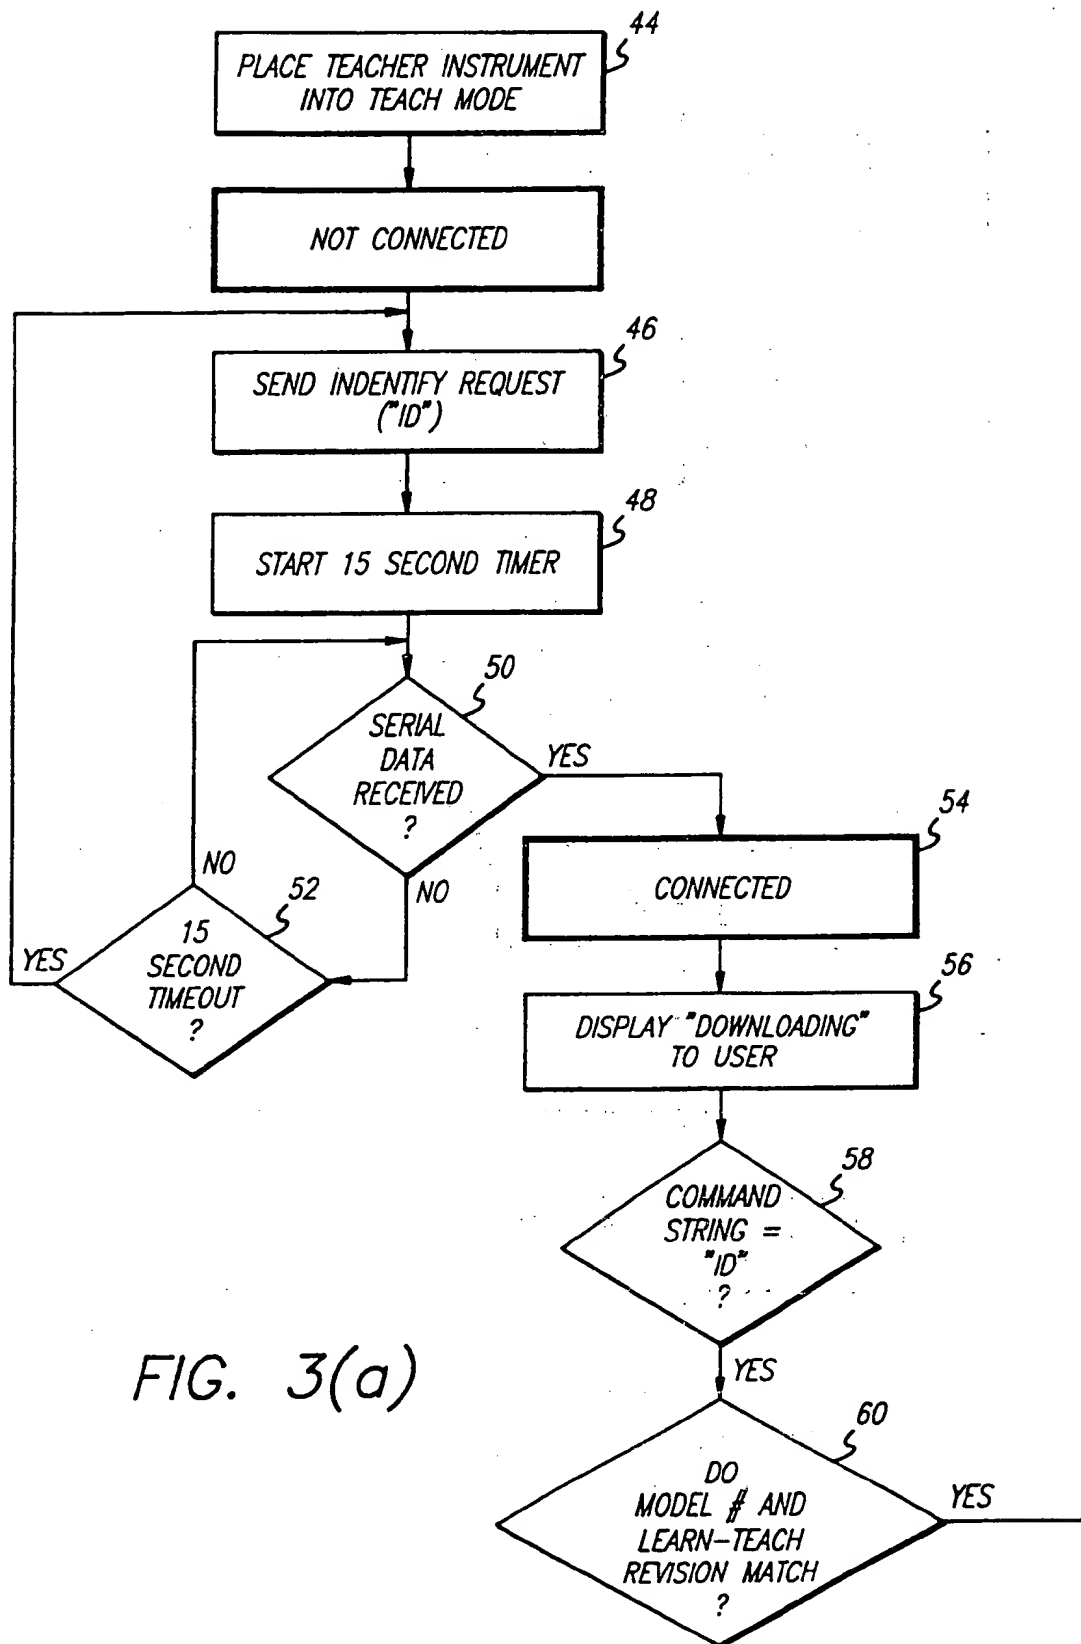 44
PLACE TEACHER INSTRUMENT
INTO TEACH MODE
NOT CONNECTED
46
SEND INDENTIFY REQUEST
("ID")
48
START 15 SECOND TIMER
50
SERIAL
DATA
RECEIVED
?
YES
NO
52
15
SECOND
TIMEOUT
?
NO
YES
54
CONNECTED
56
DISPLAY "DOWNLOADING"
TO USER
58
COMMAND
STRING =
"ID"
?
YES
60
DO
MODEL # AND
LEARN-TEACH
REVISION MATCH
?
YES
FIG. 3(a)